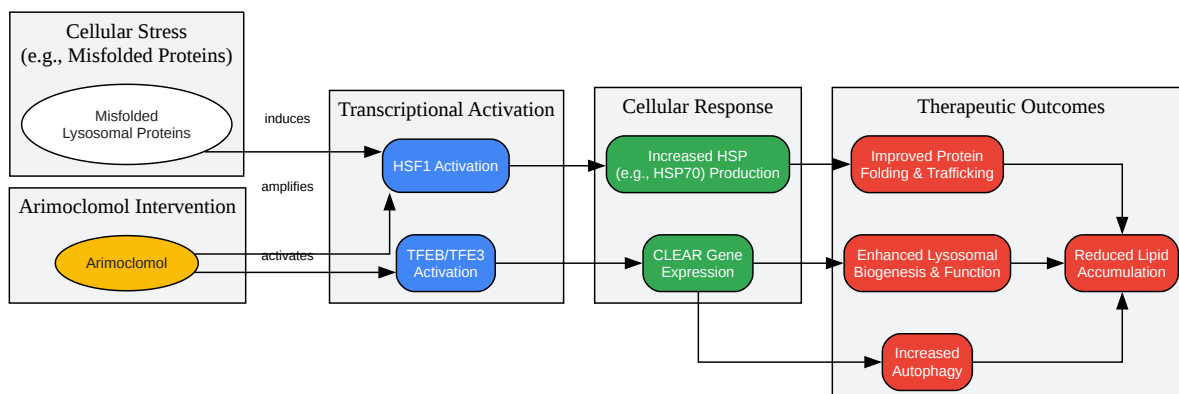 Cellular Stress
(e.g., Misfolded Proteins)
Misfolded
Lysosomal Proteins
Arimoclomol Intervention
Arimoclomol
induces
amplifies
activates
Transcriptional Activation
HSF1 Activation
TFEB/TFE3
Activation
Cellular Response
Increased HSP
(e.g., HSP70) Production
CLEAR Gene
Expression
Therapeutic Outcomes
Improved Protein
Folding & Trafficking
Enhanced Lysosomal
Biogenesis & Function
Increased
Autophagy
Reduced Lipid
Accumulation